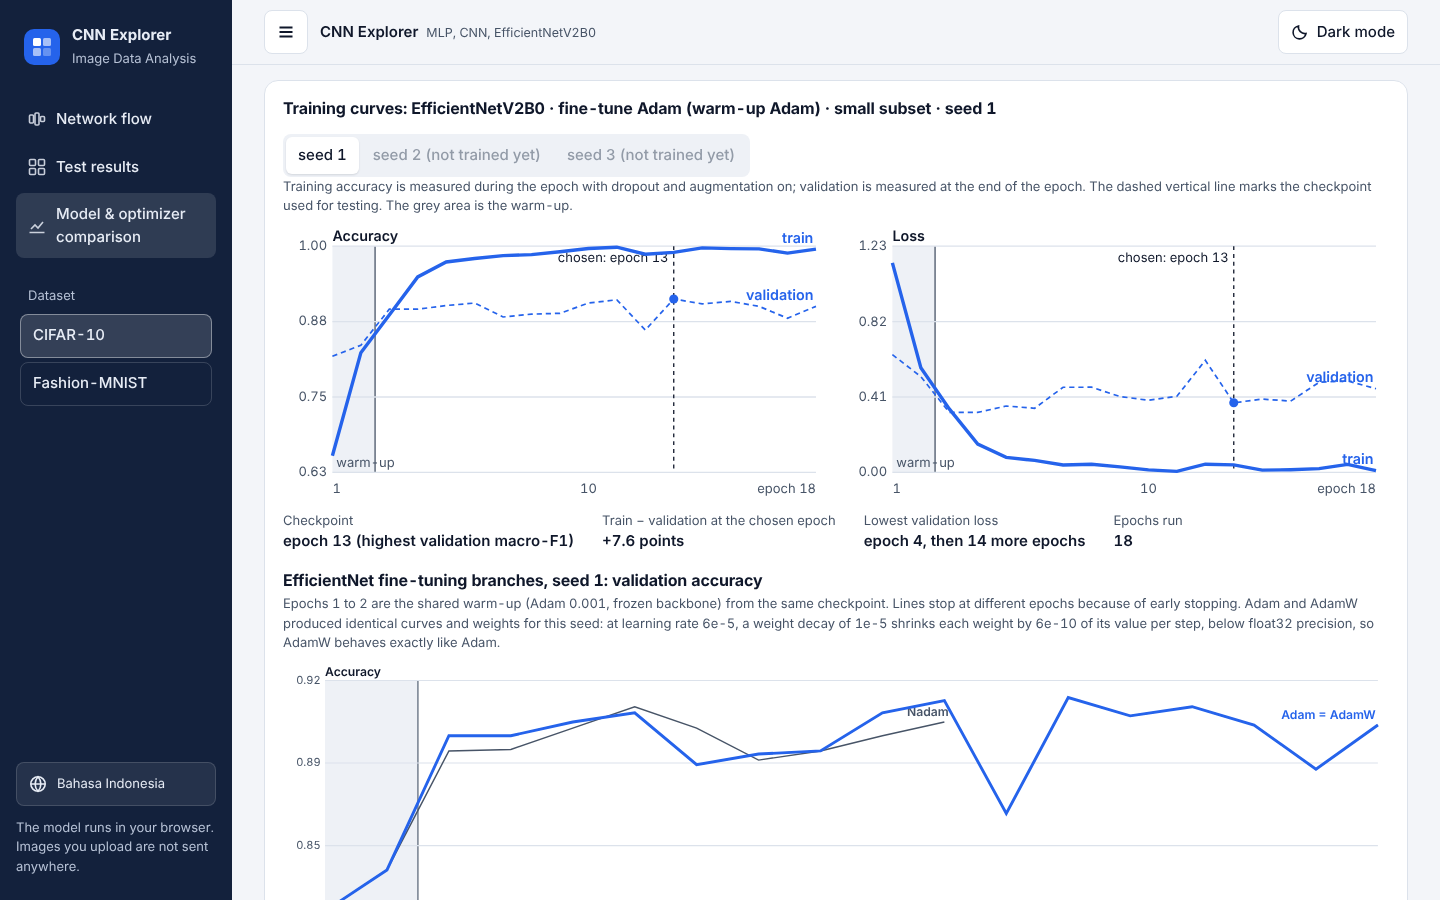 CNN Explorer
Image Data Analysis
Network flow
Test results
Model & optimizer
comparison
Dataset
CIFAR-10
Fashion-MNIST
Bahasa Indonesia
The model runs in your browser.
Images you upload are not sent
anywhere.
CNN Explorer MLP, CNN, EfficientNetV2B0
Dark mode
Training curves: EfficientNetV2B0 · fine-tune Adam (warm-up Adam) · small subset · seed 1
seed 1 seed 2 (not trained yet) seed 3 (not trained yet)
Training accuracy is measured during the epoch with dropout and augmentation on; validation is measured at the end of the epoch. The dashed vertical line marks the checkpoint
used for testing. The grey area is the warm-up.
Accuracy
1.00
train
chosen: epoch 13
validation
0.88
0.75
0.63
warm-up
1 10 epoch 18
Loss
1.23
chosen: epoch 13
0.82
validation
0.41
train
0.00
warm-up
1 10 epoch 18
Checkpoint
epoch 13 (highest validation macro-F1)
Train − validation at the chosen epoch
+7.6 points
Lowest validation loss
epoch 4, then 14 more epochs
Epochs run
18
EfficientNet fine-tuning branches, seed 1: validation accuracy
Epochs 1 to 2 are the shared warm-up (Adam 0.001, frozen backbone) from the same checkpoint. Lines stop at different epochs because of early stopping. Adam and AdamW
produced identical curves and weights for this seed: at learning rate 6e-5, a weight decay of 1e-5 shrinks each weight by 6e-10 of its value per step, below float32 precision, so
AdamW behaves exactly like Adam.
Accuracy
0.92
Nadam
Adam = AdamW
0.89
0.85